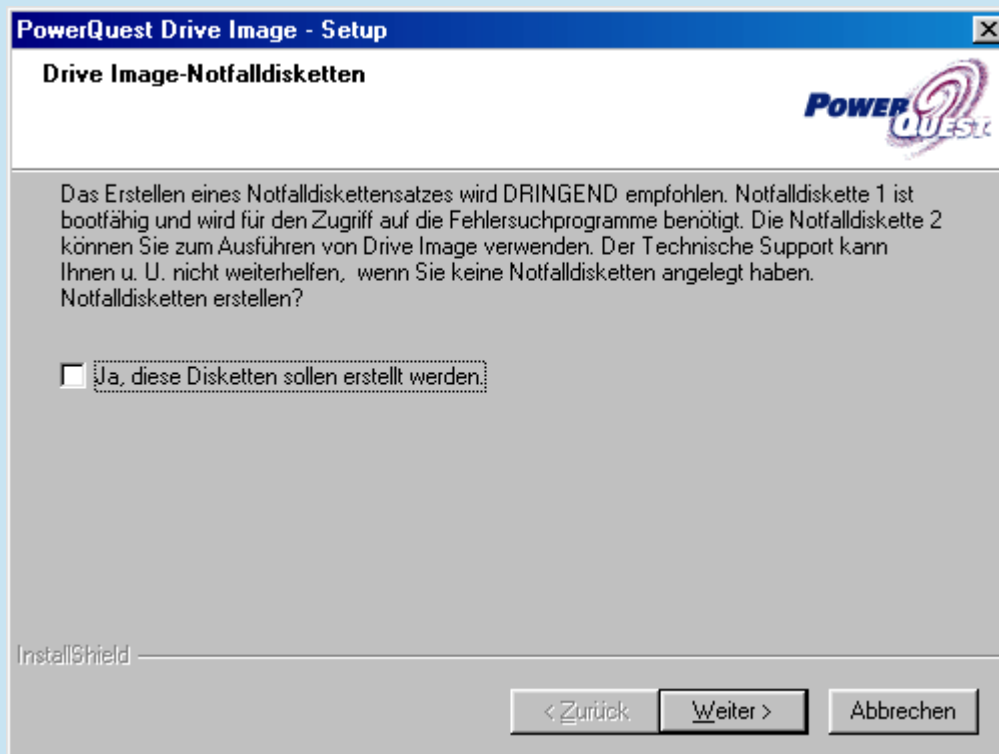 PowerQuest Drive Image - Setup
Drive Image-Notfalldisketten
POWERQUEST
Das Erstellen eines Notfalldiskettensatzes wird DRINGEND empfohlen. Notfalldiskette 1 ist
bootfähig und wird für den Zugriff auf die Fehlersuchprogramme benötigt. Die Notfalldiskette 2
können Sie zum Ausführen von Drive Image verwenden. Der Technische Support kann
Ihnen u. U. nicht weiterhelfen, wenn Sie keine Notfalldisketten angelegt haben.
Notfalldisketten erstellen?
Ja, diese Disketten sollen erstellt werden.
InstallShield
< Zurück
Weiter >
Abbrechen